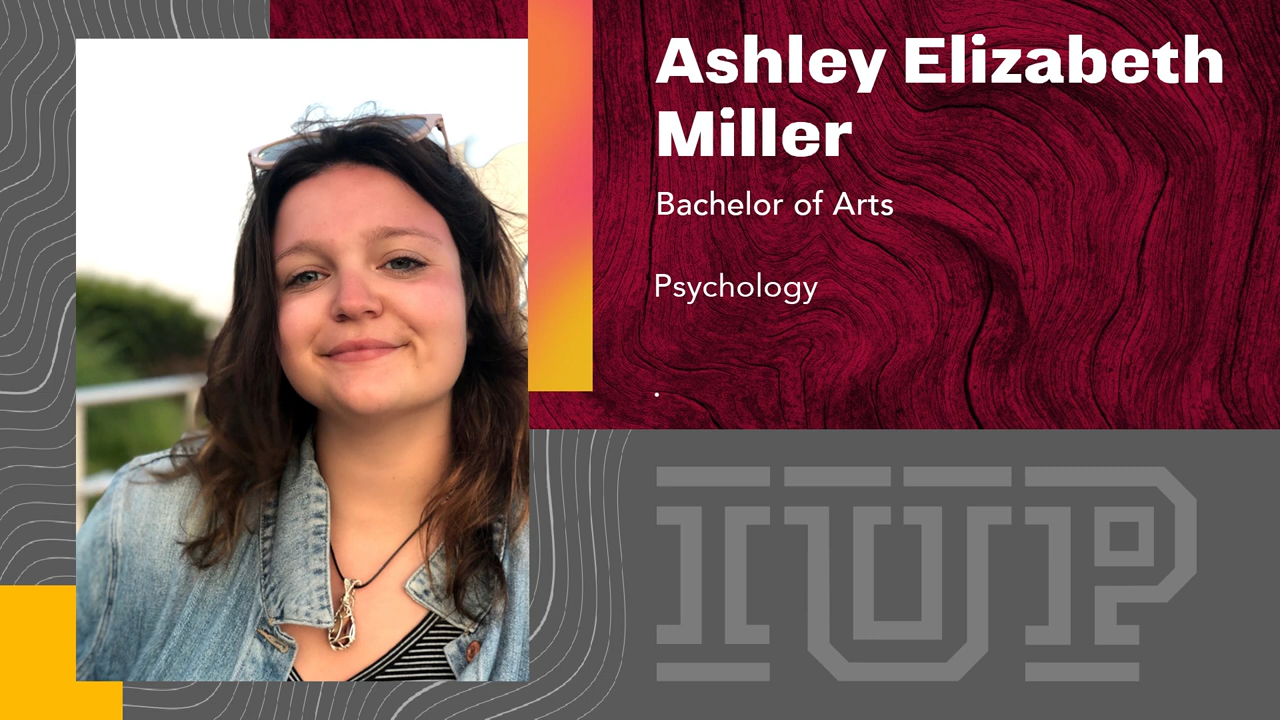 Ashley Elizabeth
Miller
Bachelor of Arts
Psychology
.
IUP